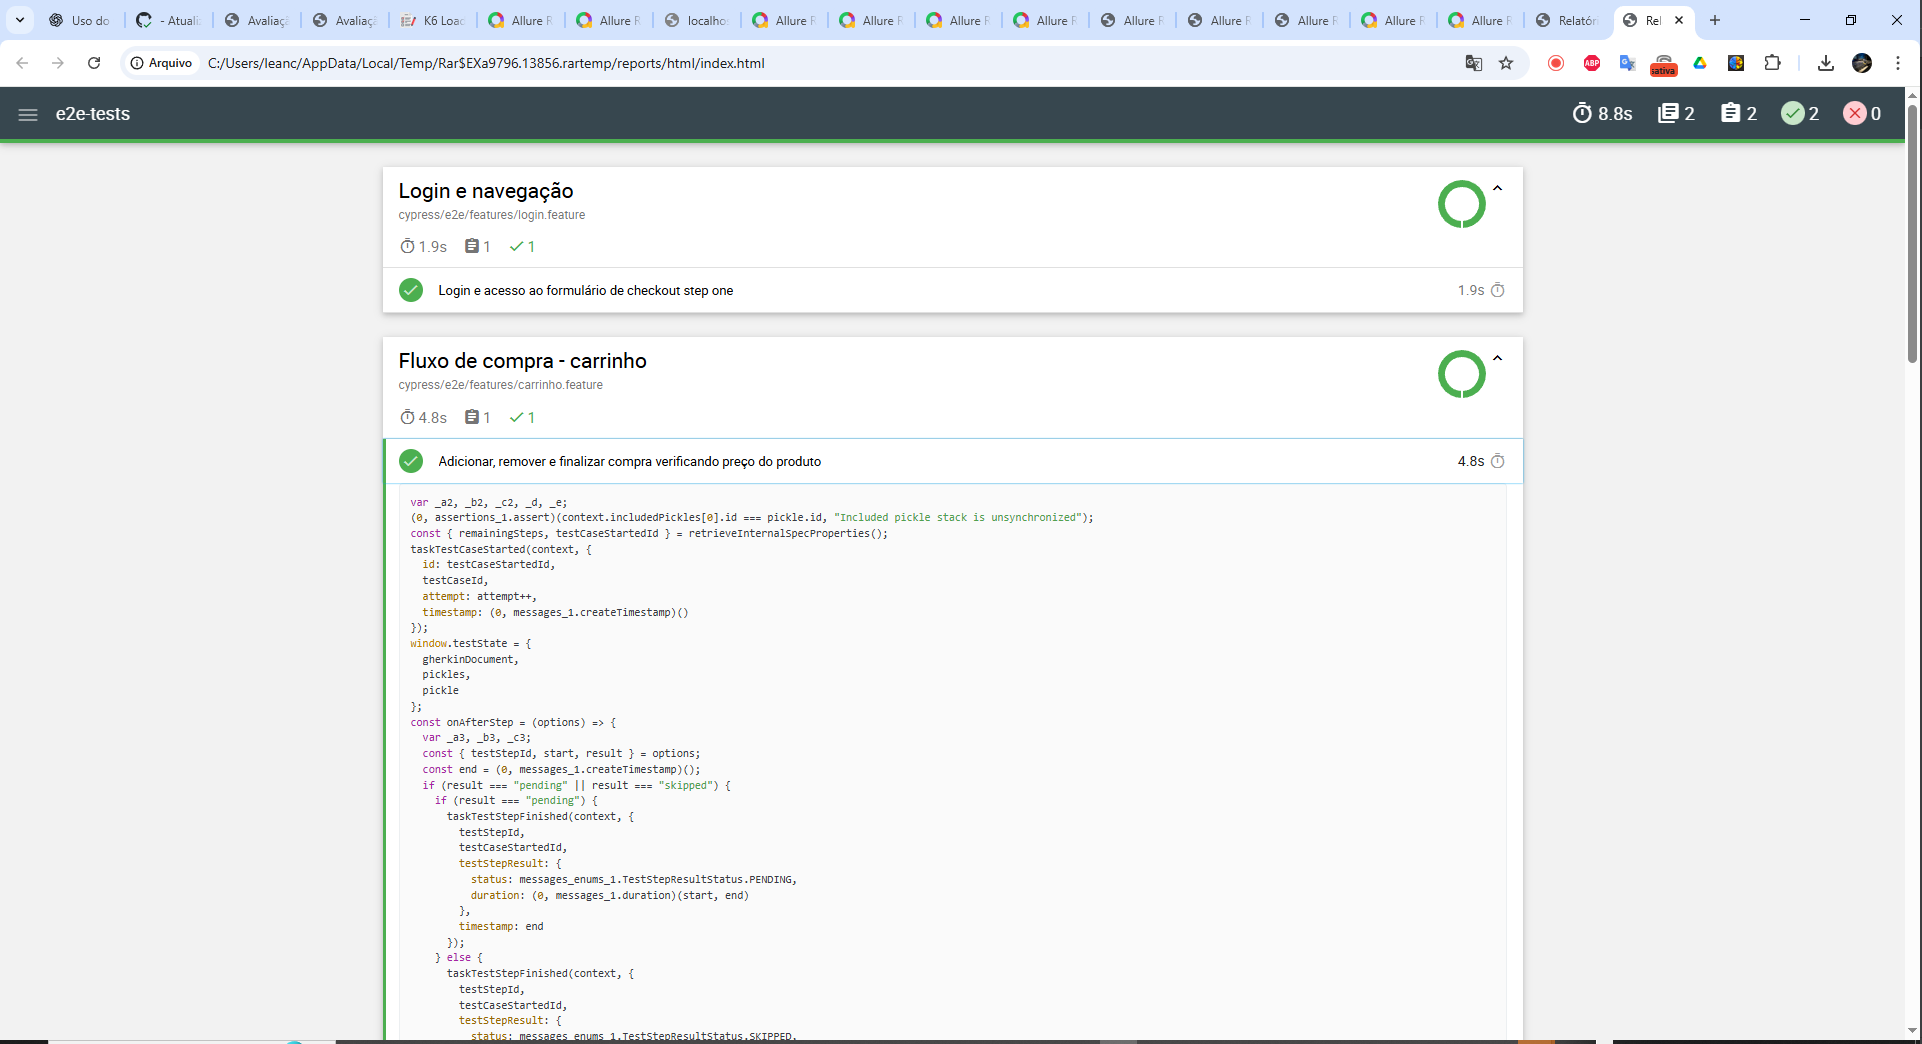 Uso do
- Atuali
Avaliaçã
Avaliaçã
K6 Load
Allure R
Allure R
localhos
Allure R
Allure R
Allure R
Allure R
Allure R
Allure R
Allure R
Allure R
Allure R
Relatóri
Rel
Arquivo
C:/Users/leanc/AppData/Local/Temp/Rar$EXa9796.13856.rartemp/reports/html/index.html
ABP
sativa
e2e-tests
8.8s
2
2
2
0
Login e navegação
cypress/e2e/features/login.feature
1.9s
1
1
Login e acesso ao formulário de checkout step one
1.9s
Fluxo de compra - carrinho
cypress/e2e/features/carrinho.feature
4.8s
1
1
Adicionar, remover e finalizar compra verificando preço do produto
4.8s
var _a2, _b2, _c2, _d, _e;
(0, assertions_1.assert)(context.includedPickles[0].id === pickle.id, "Included pickle stack is unsynchronized");
const { remainingSteps, testCaseStartedId } = retrieveInternalSpecProperties();
taskTestCaseStarted(context, {
id: testCaseStartedId,
testCaseId,
attempt: attempt++,
timestamp: (0, messages_1.createTimestamp)()
});
window.testState = {
gherkinDocument,
pickles,
pickle
};
const onAfterStep = (options) => {
var _a3, _b3, _c3;
const { testStepId, start, result } = options;
const end = (0, messages_1.createTimestamp)();
if (result === "pending" || result === "skipped") {
if (result === "pending") {
taskTestStepFinished(context, {
testStepId,
testCaseStartedId,
testStepResult: {
status: messages_enums_1.TestStepResultStatus.PENDING,
duration: (0, messages_1.duration)(start, end)
},
timestamp: end
});
} else {
taskTestStepFinished(context, {
testStepId,
testCaseStartedId,
testStepResult: {
status: messages_enums_1.TestStepResultStatus.SKIPPED,